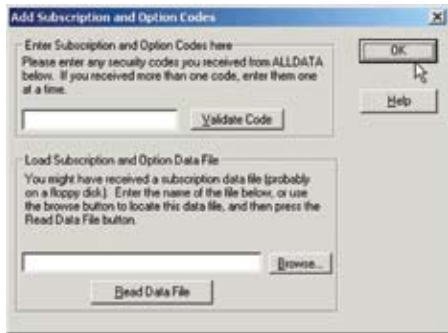 Add Subscription and Option Codes
Enter Subscription and Option Codes here
Please enter any security codes you received from ALLDATA
below. If you received more than one code, enter them one
at a time.
Validate Code
OK
Help
Load Subscription and Option Data File
You might have received a subscription data file (probably
on a floppy disk). Enter the name of the file below, or use
the browse button to locate this data file, and then press the
Read Data File button.
Browse...
Read Data File